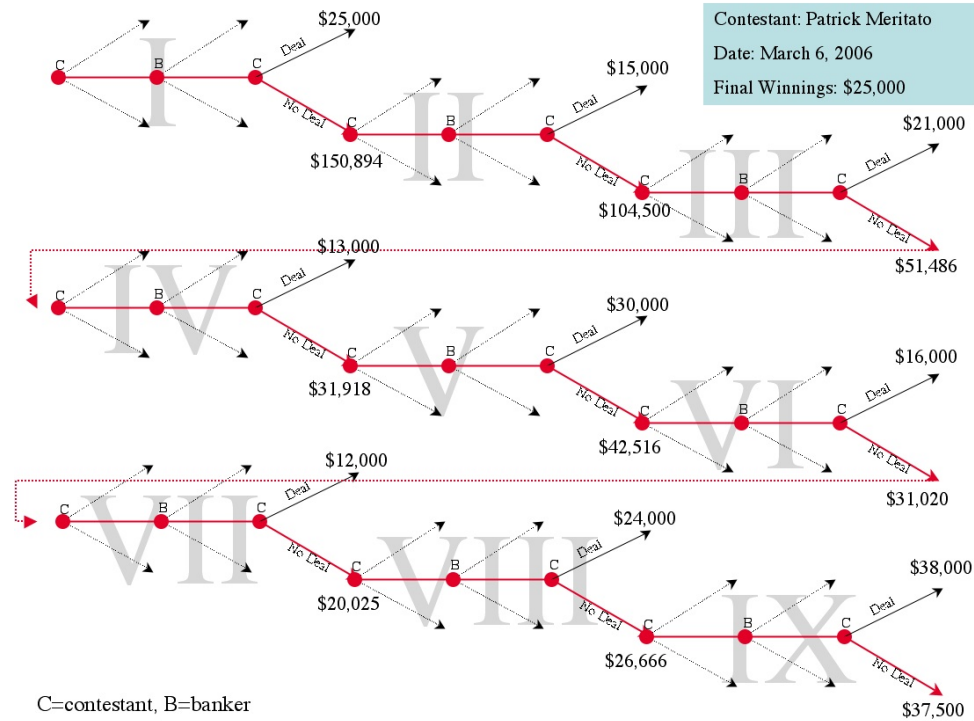 $25,000
Contestant: Patrick Meritato
Date: March 6, 2006
Final Winnings: $25,000
I
C
B
C
Deal
No Deal
$15,000
II
C
B
C
Deal
No Deal
$150,894
$21,000
III
C
B
C
Deal
No Deal
$104,500
$51,486
$13,000
IV
C
B
C
Deal
No Deal
$30,000
V
C
B
C
Deal
No Deal
$31,918
$16,000
VI
C
B
C
Deal
No Deal
$42,516
$31,020
$12,000
VII
C
B
C
Deal
No Deal
$24,000
VIII
C
B
C
Deal
No Deal
$20,025
$38,000
IX
C
B
C
Deal
No Deal
$26,666
$37,500
C=contestant, B=banker